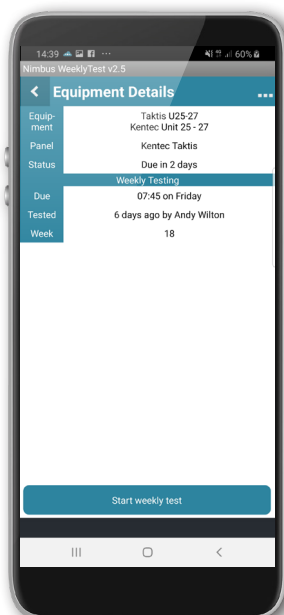 14:39 ... 60%
Nimbus WeeklyTest v2.5
Equipment Details ...
Equip-
ment
Taktis U25-27
Kentec Unit 25 - 27
Panel Kentec Taktis
Status Due in 2 days
Weekly Testing
Due 07:45 on Friday
Tested 6 days ago by Andy Wilton
Week 18
Start weekly test